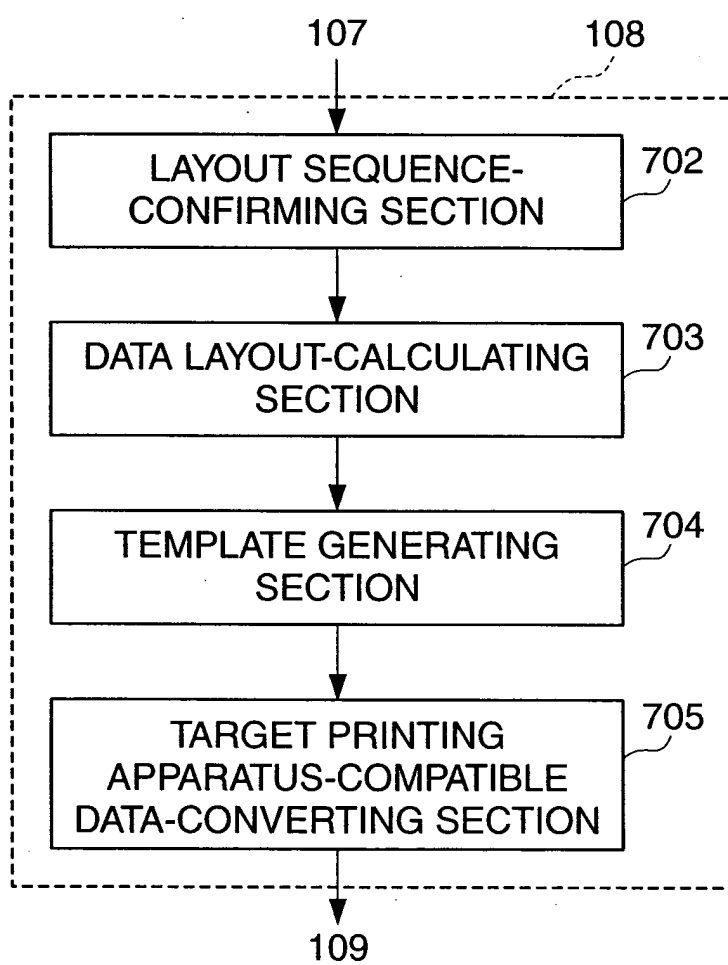 107
108
LAYOUT SEQUENCE-
CONFIRMING SECTION
702
DATA LAYOUT-CALCULATING
SECTION
703
TEMPLATE GENERATING
SECTION
704
TARGET PRINTING
APPARATUS-COMPATIBLE
DATA-CONVERTING SECTION
705
109